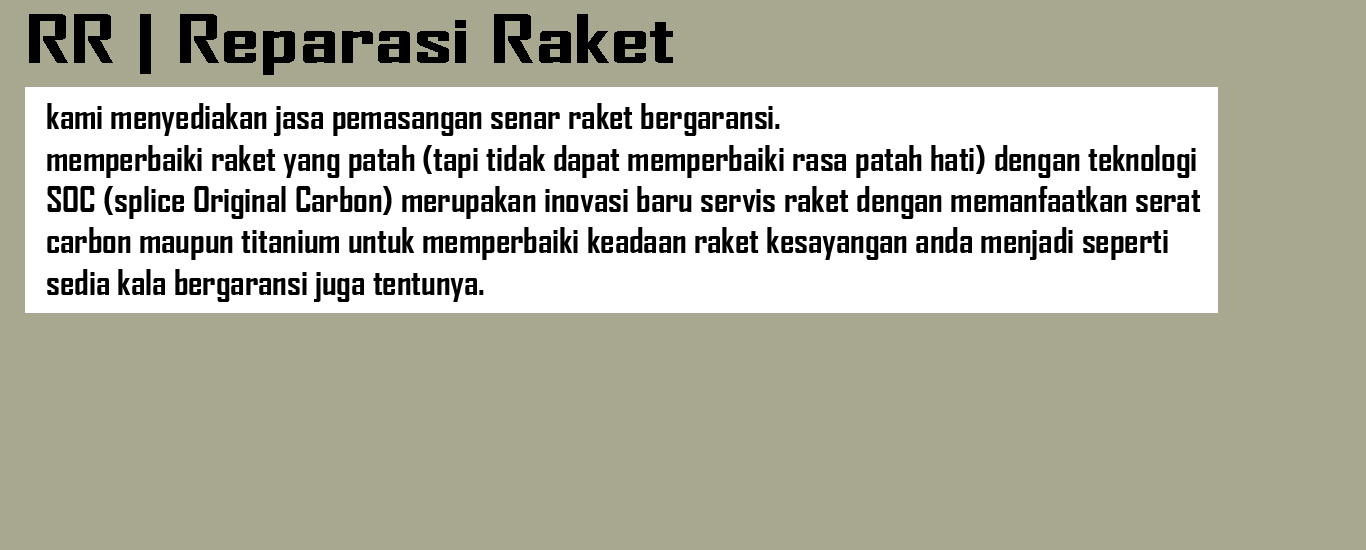 RR | Reparasi Raket
kami menyediakan jasa pemasangan senar raket bergaransi.
memperbaiki raket yang patah (tapi tidak dapat memperbaiki rasa patah hati) dengan teknologi
SOC (splice Original Carbon) merupakan inovasi baru servis raket dengan memanfaatkan serat
carbon maupun titanium untuk memperbaiki keadaan raket kesayangan anda menjadi seperti
sedia kala bergaransi juga tentunya.